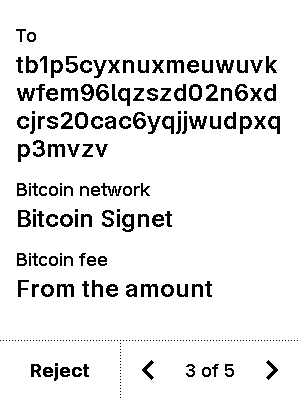 To
tb1p5cyxnuxmeuwuvk
wfem96lqzszd02n6xd
cjrs20cac6yqjjwudpxq
p3mvzv
Bitcoin network
Bitcoin Signet
Bitcoin fee
From the amount
Reject
3 of 5